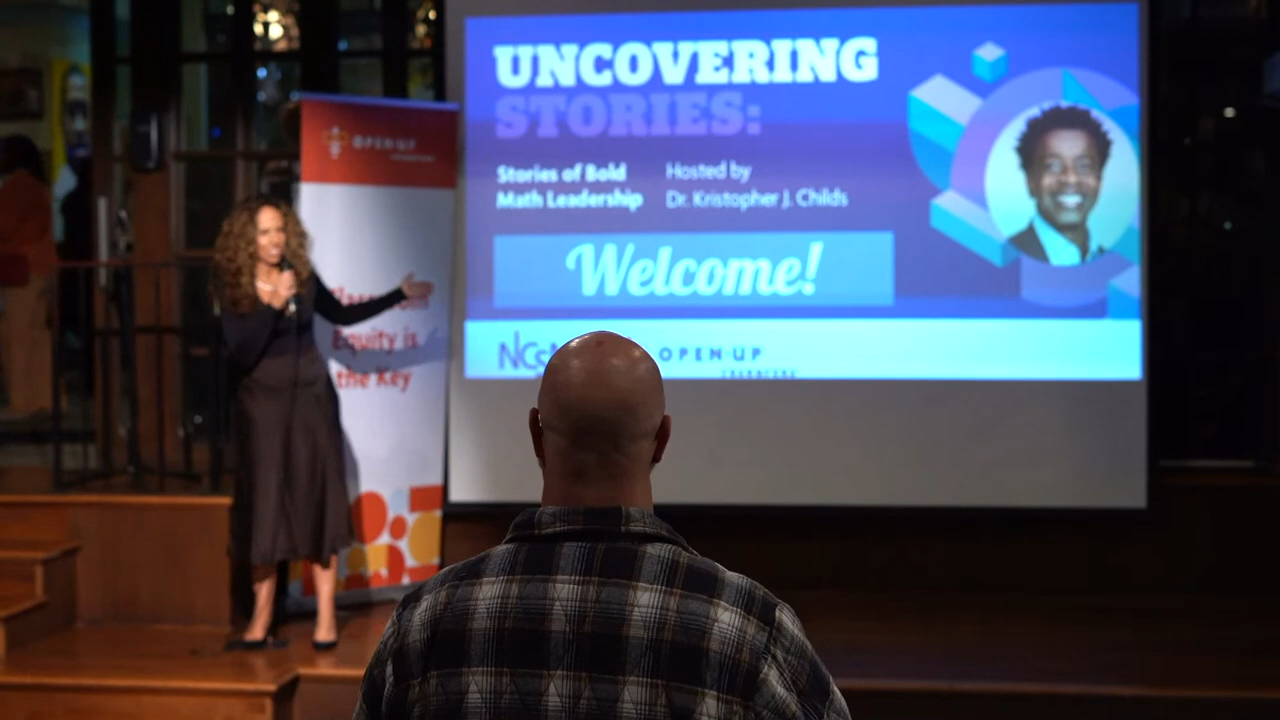 UNCOVERING
STORIES:
Stories of Bold
Math Leadership
Hosted by
Dr. Kristopher J. Childs
Welcome!
OPEN UP
OPEN UP
Equity is
the Key